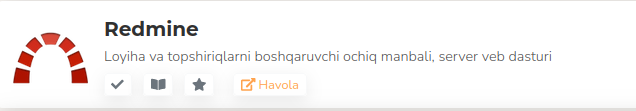 Redmine
Loyiha va topshiriqlarni boshqaruvchi ochiq manbali, server veb dasturi
Havola